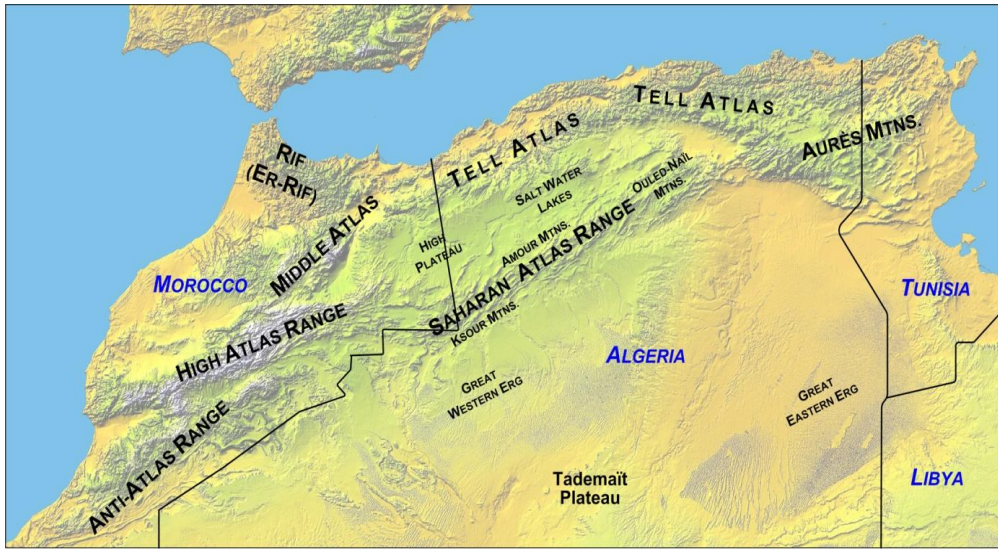 TELL ATLAS
TELL ATLAS
AURÈS MTNS.
RIF
(ER-RIF)
SALT WATER
LAKES
OULED-NAIL
MTNS.
MIDDLE ATLAS
HIGH
PLATEAU
AMOUR MTNS.
SAHARAN ATLAS RANGE
KSOUR MTNS.
MOROCCO
TUNISIA
HIGH ATLAS RANGE
ALGERIA
GREAT
WESTERN ERG
GREAT
EASTERN ERG
ANTI-ATLAS RANGE
Tademaït
Plateau
LIBYA